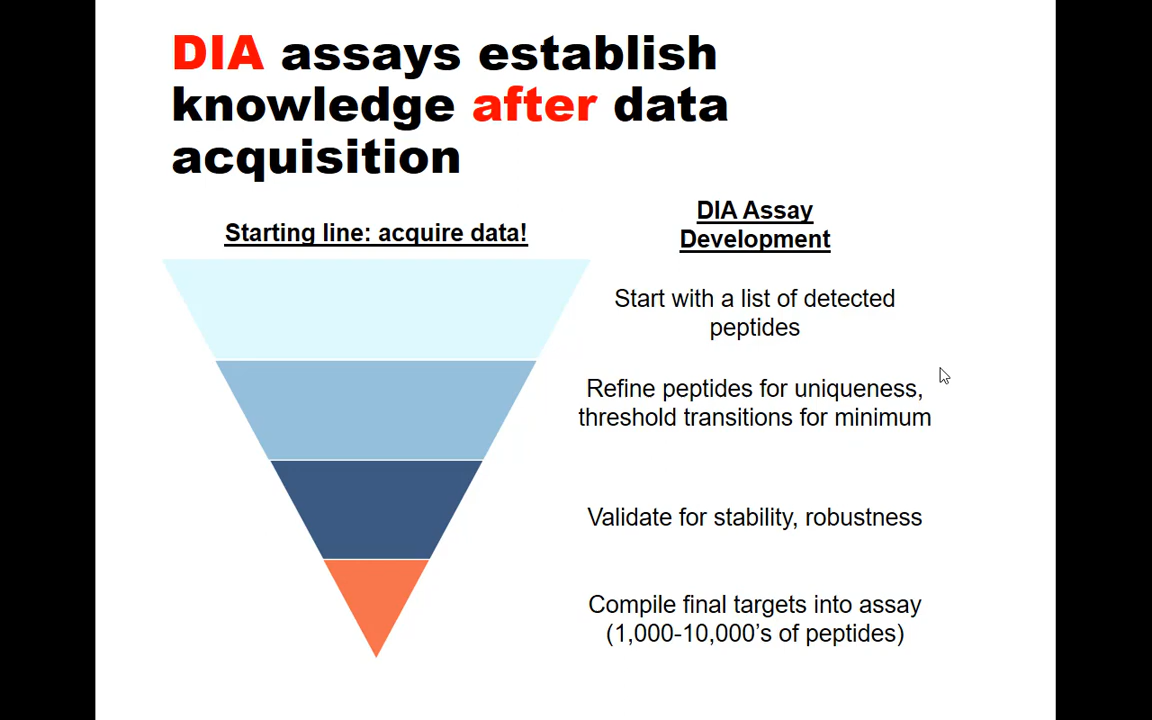 DIA assays establish
knowledge after data
acquisition
Starting line: acquire data!
DIA Assay
Development
Start with a list of detected
peptides
Refine peptides for uniqueness,
threshold transitions for minimum
Validate for stability, robustness
Compile final targets into assay
(1,000-10,000’s of peptides)